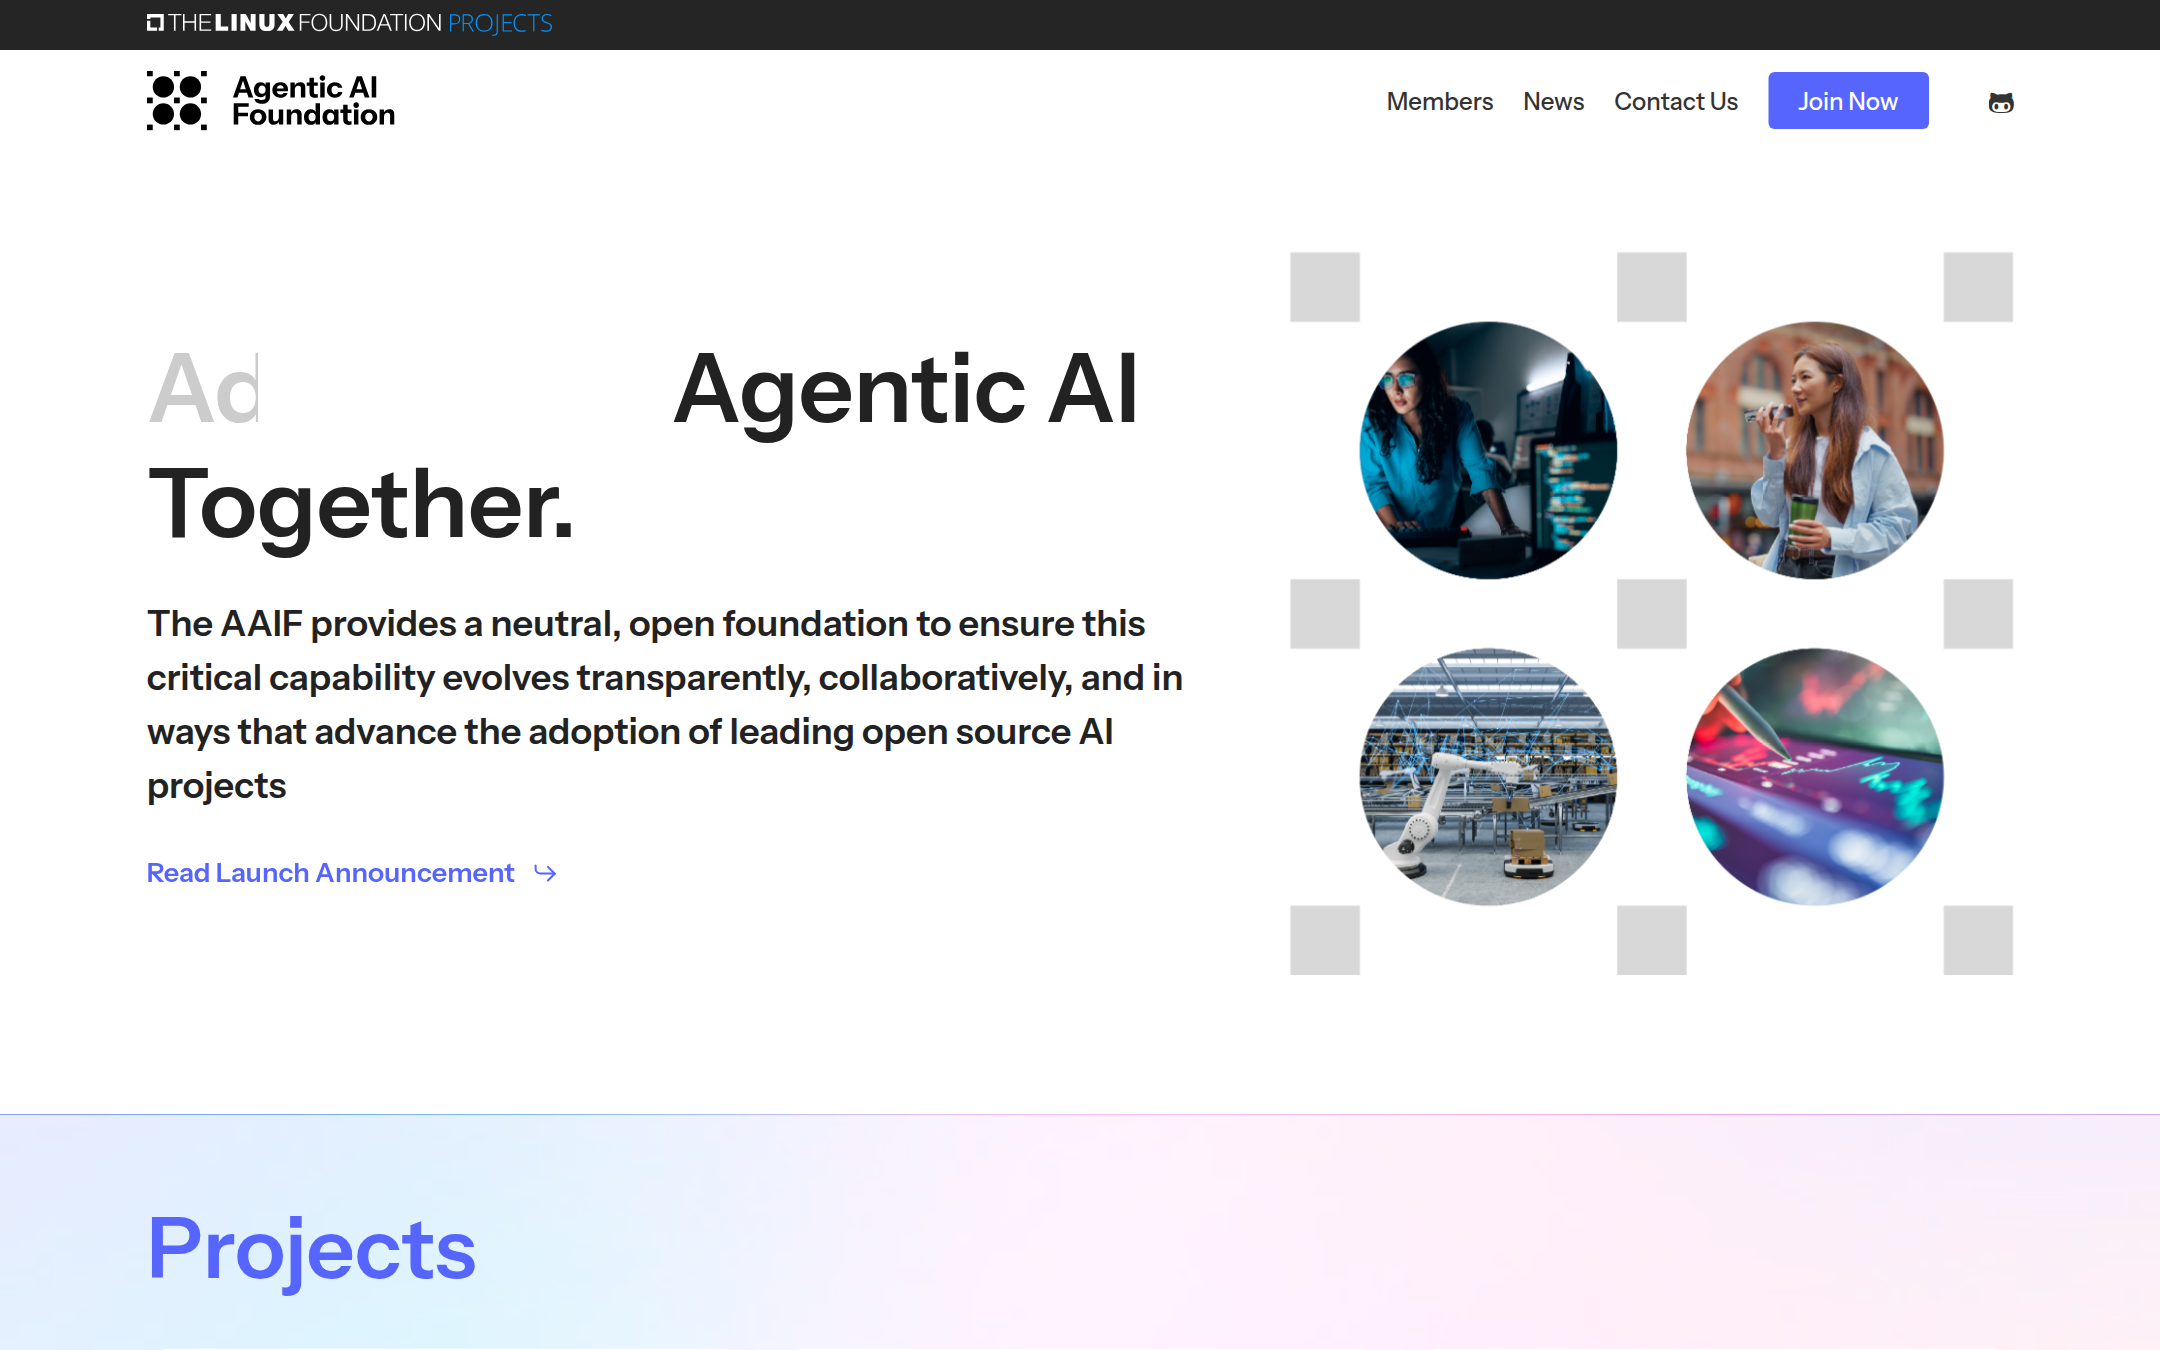 THE LINUX FOUNDATION PROJECTS
Agentic AI
Foundation
Members News Contact Us Join Now
Agentic AI
Together.
The AAIF provides a neutral, open foundation to ensure this
critical capability evolves transparently, collaboratively, and in
ways that advance the adoption of leading open source AI
projects
Read Launch Announcement
Projects